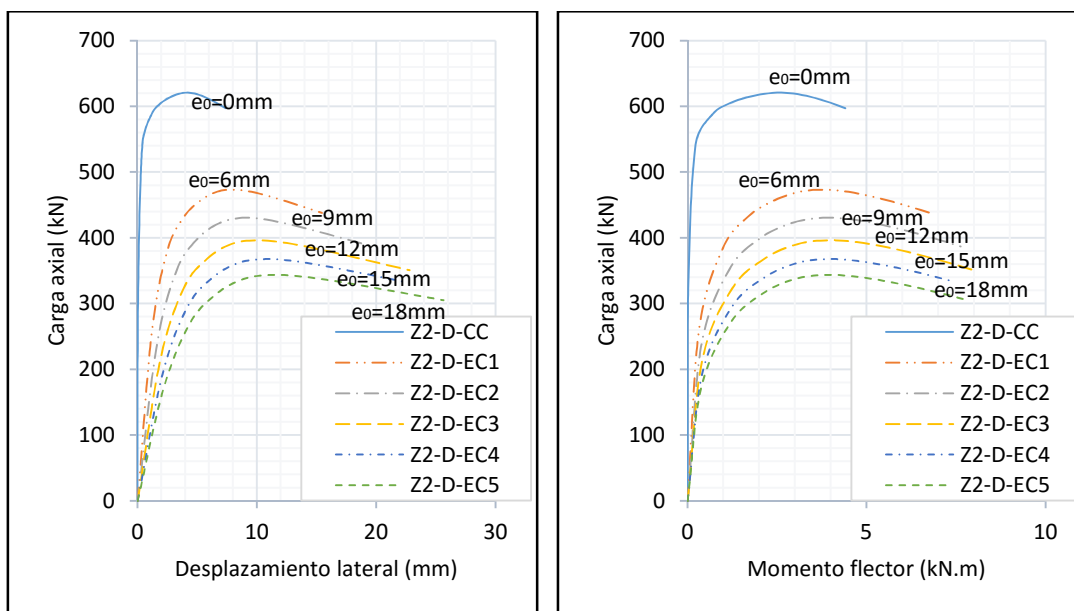 700
600
500
400
300
200
100
0
Carga axial (kN)
e0=0mm
e0=6mm
e0=9mm
e0=12mm
e0=15mm
e0=18mm
Z2-D-CC
Z2-D-EC1
Z2-D-EC2
Z2-D-EC3
Z2-D-EC4
Z2-D-EC5
0 10 20 30
Desplazamiento lateral (mm)
700
600
500
400
300
200
100
0
Carga axial (kN)
e0=0mm
e0=6mm
e0=9mm
e0=12mm
e0=15mm
e0=18mm
Z2-D-CC
Z2-D-EC1
Z2-D-EC2
Z2-D-EC3
Z2-D-EC4
Z2-D-EC5
0 5 10
Momento flector (kN.m)